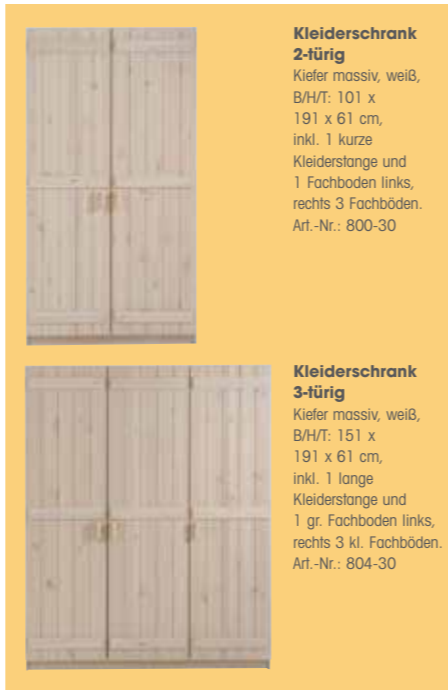 Kleiderschrank
2-türig
Kiefer massiv, weiß,
B/H/T: 101 x
191 x 61 cm,
inkl. 1 kurze
Kleiderstange und
1 Fachboden links,
rechts 3 Fachböden.
Art.-Nr.: 800-30
Kleiderschrank
3-türig
Kiefer massiv, weiß,
B/H/T: 151 x
191 x 61 cm,
inkl. 1 lange
Kleiderstange und
1 gr. Fachboden links,
rechts 3 kl. Fachböden.
Art.-Nr.: 804-30